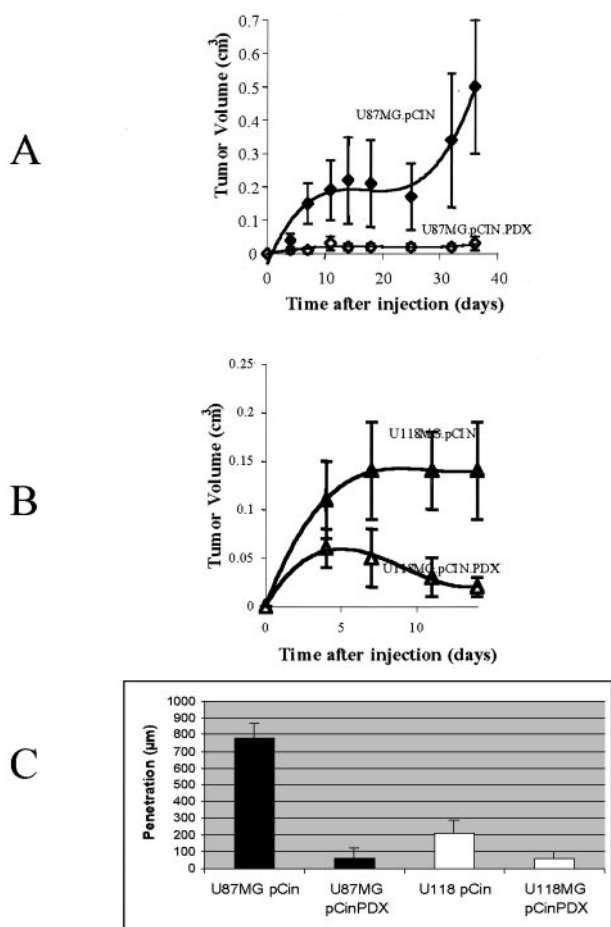 A
0.7
0.6
0.5
0.4
0.3
0.2
0.1
0
Tumor Volume (cm3)
U87MG.pCIN
U87MG.pCIN.PDX
0 10 20 30 40
Time after injection (days)
B
0.25
0.2
0.15
0.1
0.05
0
Tumor Volume (cm3)
U118MG.pCIN
U118MG.pCIN.PDX
0 5 10
Time after injection (days)
C
1000
900
800
700
600
500
400
300
200
100
0
Penetration (µm)
U87MG pCin U87MG U118 pCin U118MG
pCinPDX pCinPDX